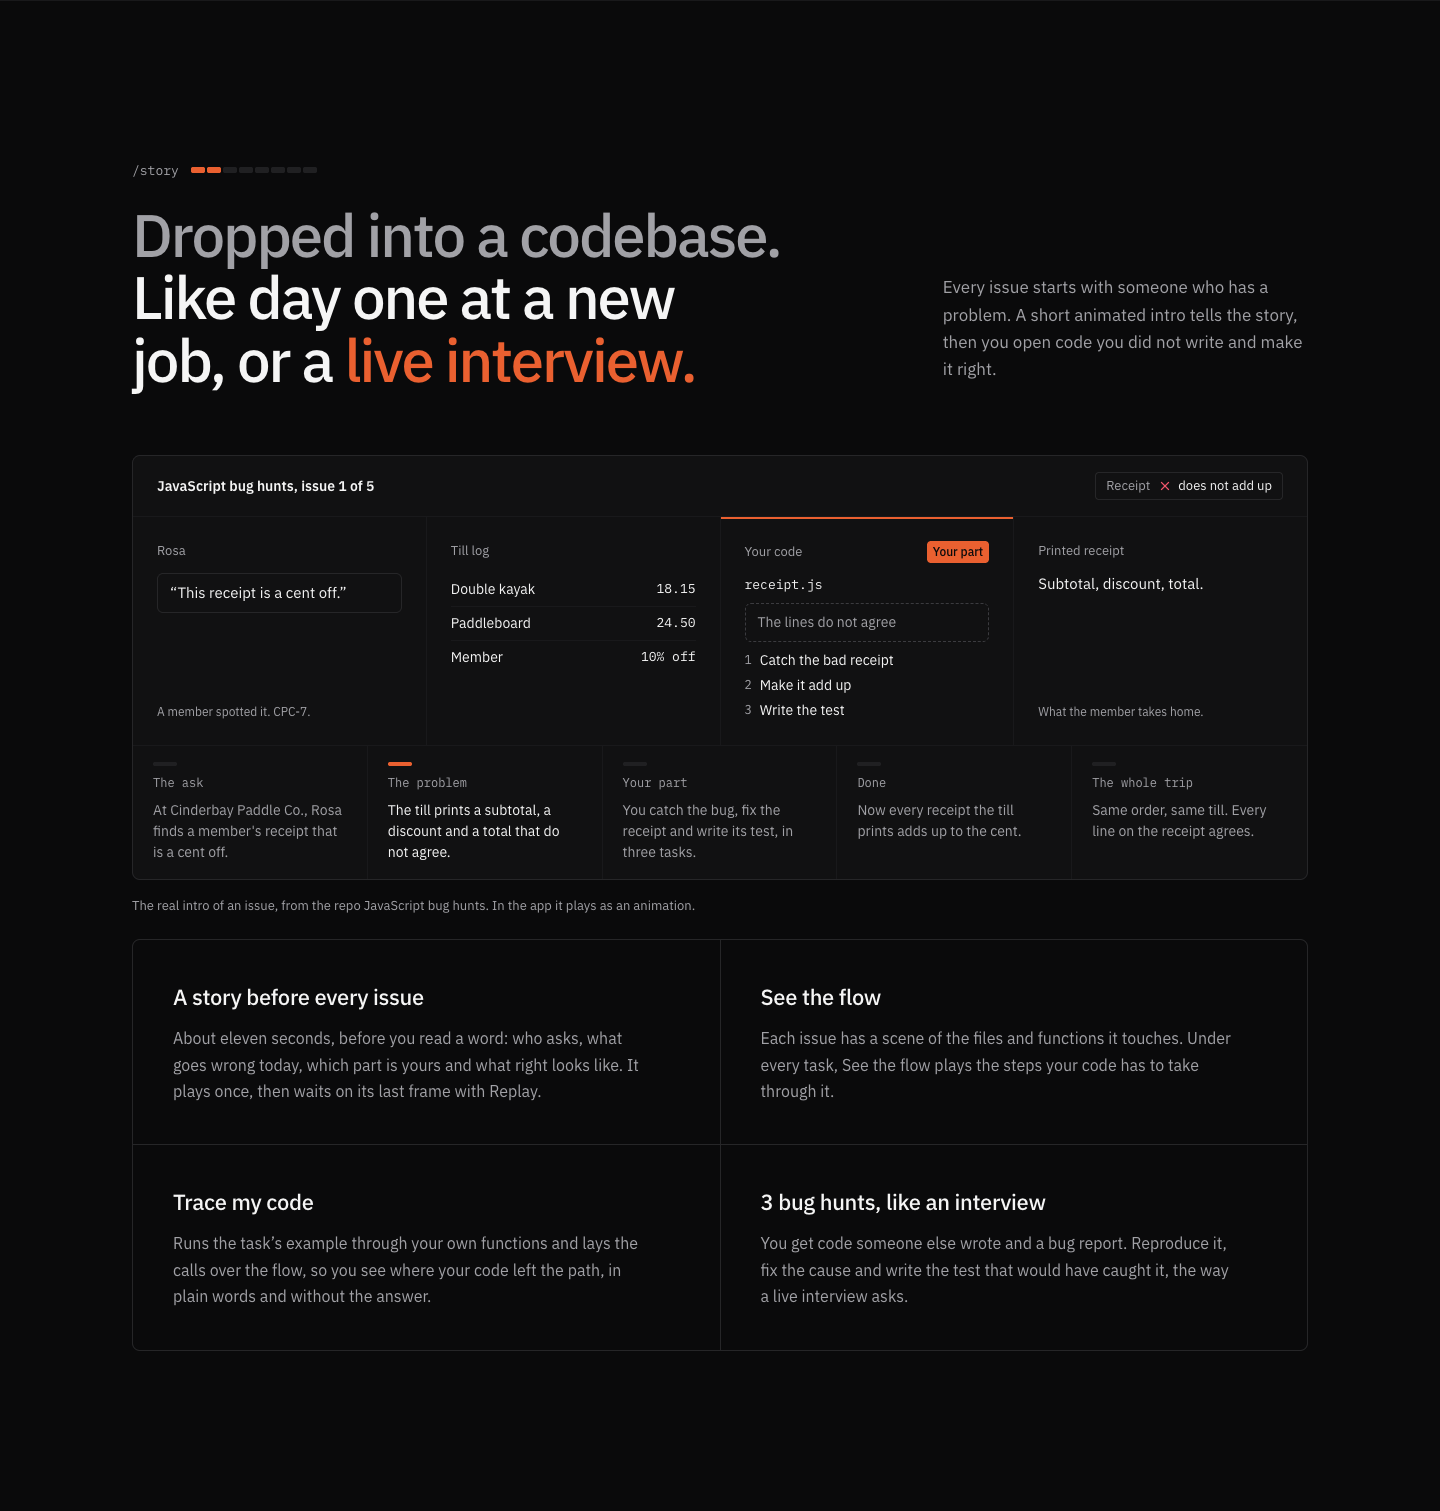 /story
Dropped into a codebase.
Like day one at a new
job, or a live interview.
Every issue starts with someone who has a
problem. A short animated intro tells the story,
then you open code you did not write and make
it right.
JavaScript bug hunts, issue 1 of 5
Receipt × does not add up
Rosa
“This receipt is a cent off.”
A member spotted it. CPC-7.
Till log
Double kayak 18.15
Paddleboard 24.50
Member 10% off
Your code Your part
receipt.js
The lines do not agree
1 Catch the bad receipt
2 Make it add up
3 Write the test
Printed receipt
Subtotal, discount, total.
What the member takes home.
The ask
At Cinderbay Paddle Co., Rosa
finds a member's receipt that
is a cent off.
The problem
The till prints a subtotal, a
discount and a total that do
not agree.
Your part
You catch the bug, fix the
receipt and write its test, in
three tasks.
Done
Now every receipt the till
prints adds up to the cent.
The whole trip
Same order, same till. Every
line on the receipt agrees.
The real intro of an issue, from the repo JavaScript bug hunts. In the app it plays as an animation.
A story before every issue
About eleven seconds, before you read a word: who asks, what
goes wrong today, which part is yours and what right looks like. It
plays once, then waits on its last frame with Replay.
See the flow
Each issue has a scene of the files and functions it touches. Under
every task, See the flow plays the steps your code has to take
through it.
Trace my code
Runs the task’s example through your own functions and lays the
calls over the flow, so you see where your code left the path, in
plain words and without the answer.
3 bug hunts, like an interview
You get code someone else wrote and a bug report. Reproduce it,
fix the cause and write the test that would have caught it, the way
a live interview asks.